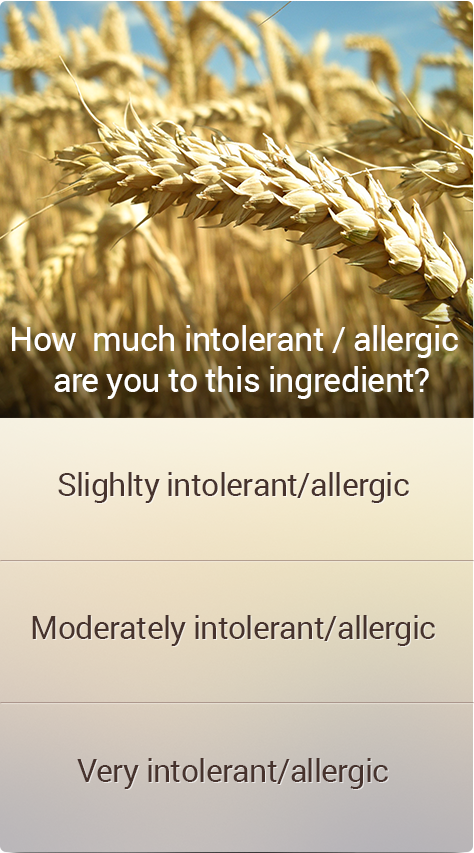 How  much intolerant / allergic
are you to this ingredient?
Slighlty intolerant/allergic
Moderately intolerant/allergic
Very intolerant/allergic